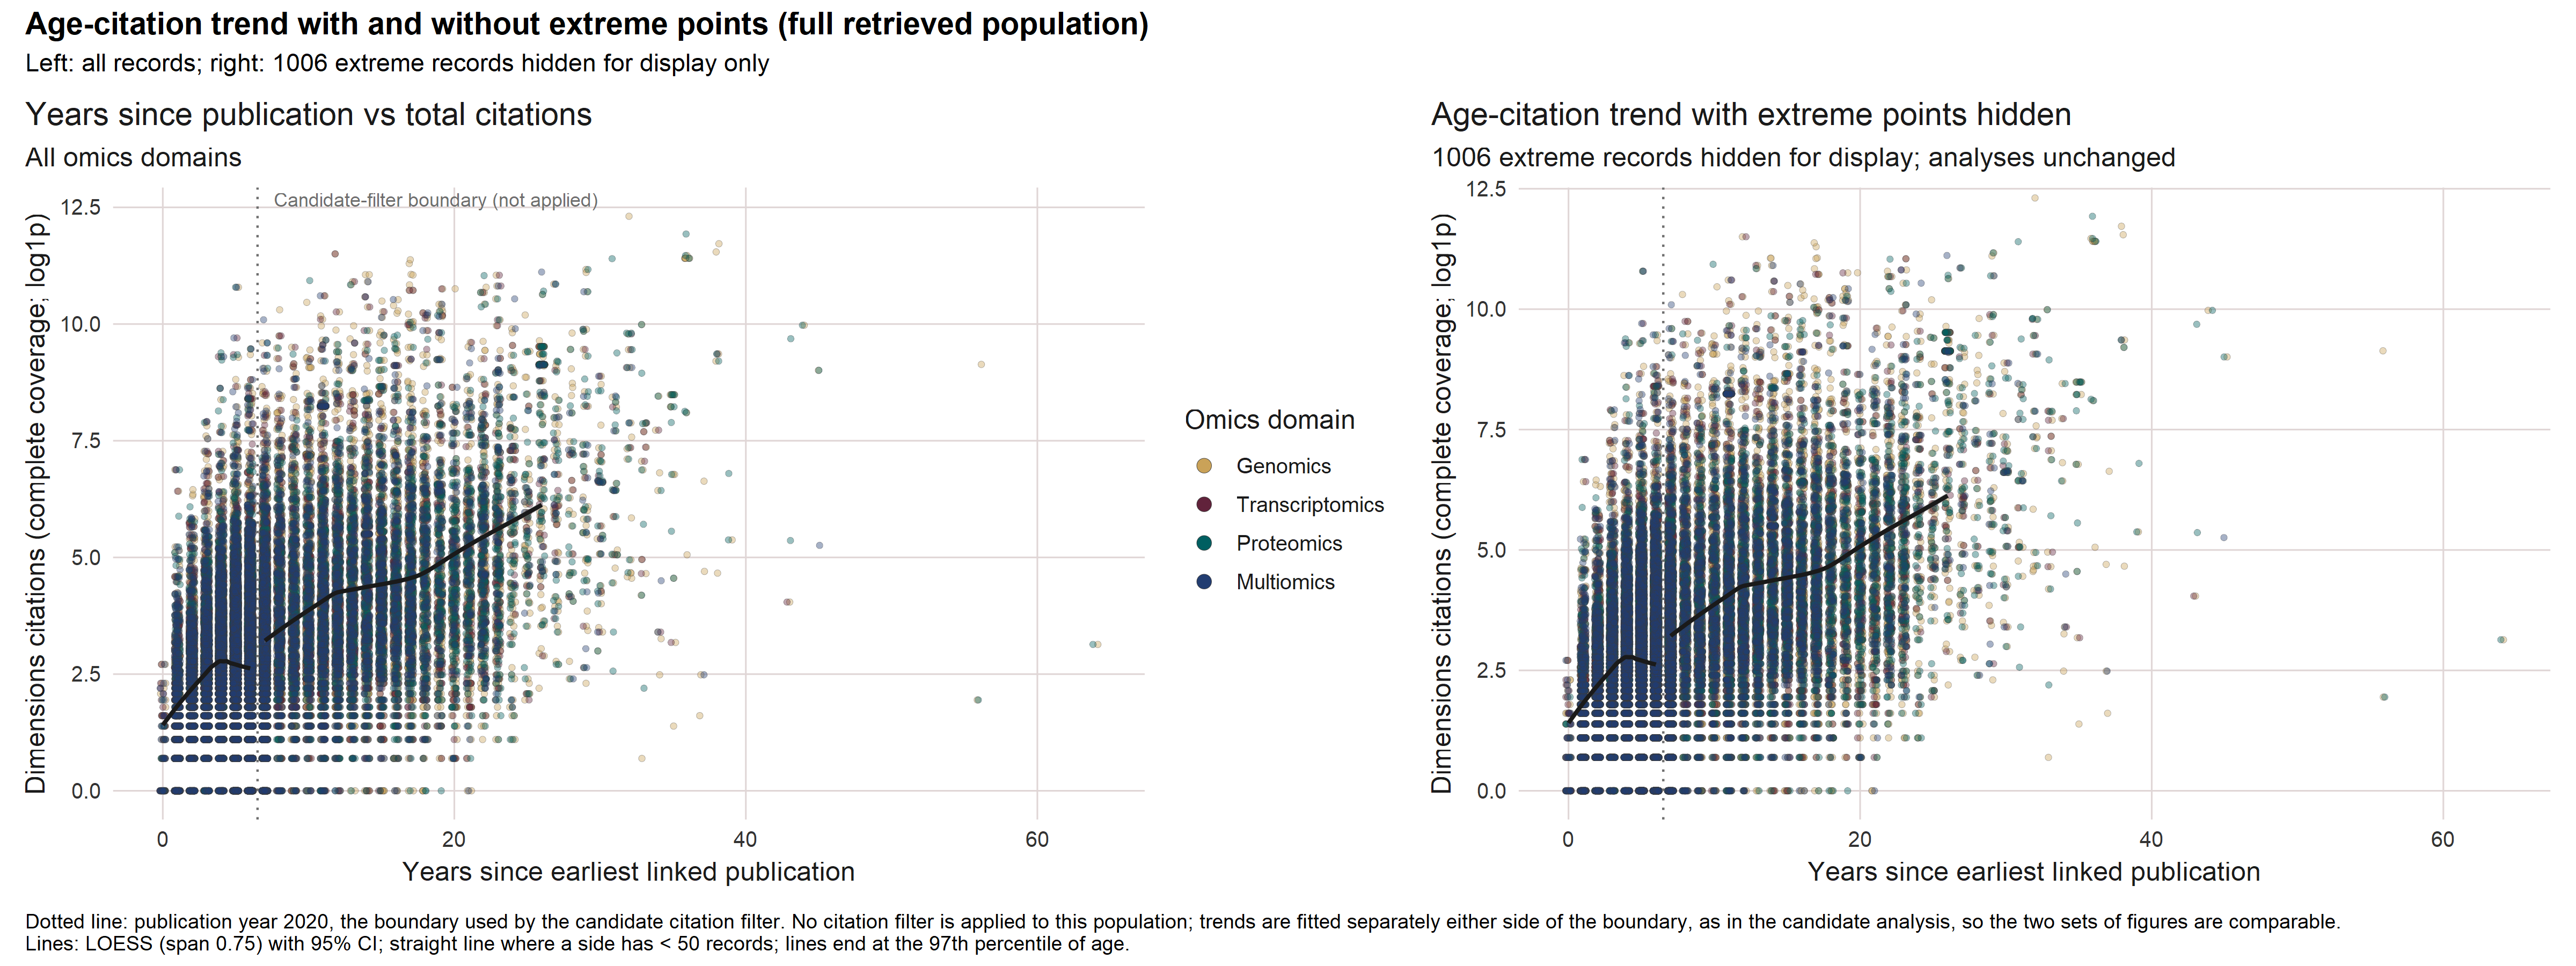 Age-citation trend with and without extreme points (full retrieved population)
Left: all records; right: 1006 extreme records hidden for display only
Years since publication vs total citations
All omics domains
Candidate-filter boundary (not applied)
Dimensions citations (complete coverage; log1p)
12.5
10.0
7.5
5.0
2.5
0.0
0
20
40
60
Years since earliest linked publication
Omics domain
Genomics
Transcriptomics
Proteomics
Multiomics
Age-citation trend with extreme points hidden
1006 extreme records hidden for display; analyses unchanged
Dimensions citations (complete coverage; log1p)
12.5
10.0
7.5
5.0
2.5
0.0
0
20
40
60
Years since earliest linked publication
Dotted line: publication year 2020, the boundary used by the candidate citation filter. No citation filter is applied to this population; trends are fitted separately either side of the boundary, as in the candidate analysis, so the two sets of figures are comparable.
Lines: LOESS (span 0.75) with 95% CI; straight line where a side has < 50 records; lines end at the 97th percentile of age.